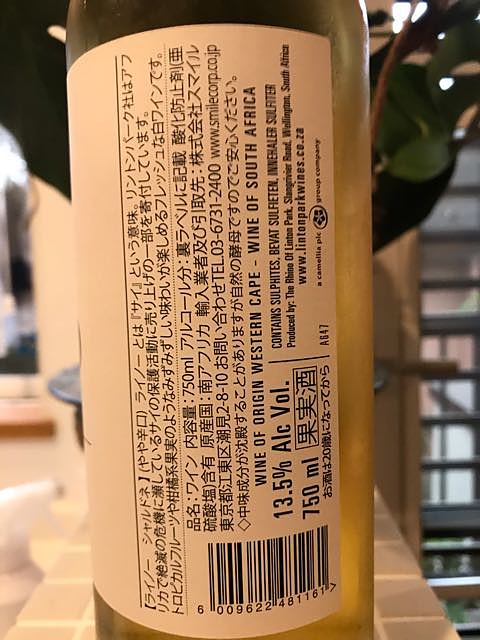 【ライノー シャルドネ】(やや辛口) ライノーとは『サイ』という意味。リントンパーク社はアフ
リカで絶滅の危機に瀕しているサイの保護活動に売り上げの一部を寄付しています。
トロピカルフルーツや柑橘系果実のようなみずみずしい味わいが楽しめるフレッシュな白ワインです。
品名:ワイン 内容量:750ml アルコール分:裏ラベルに記載 酸化防止剤(亜
硫酸塩)含有 原産国:南アフリカ 輸入業者及び引取先:株式会社スマイル
東京都江東区潮見2-8-10 お問い合わせTEL03-6731-2400 www.smilecorp.co.jp
◇中味成分が沈殿することがありますが自然の酵母ですのでご安心ください。
WINE OF ORIGIN WESTERN CAPE - WINE OF SOUTH AFRICA
13.5% Alc Vol.
750 ml 果実酒
お酒は20歳になってから
CONTAINS SULPHITES, BEVAT SULFIETEN, INNEHALER SULFITER
Produced by: The Rhino Of Linton Park, Slangrivier Road, Wellington, South Africa
www.lintonparkwines.co.za
a camellia plc group company
A647
6 009622 481161 >